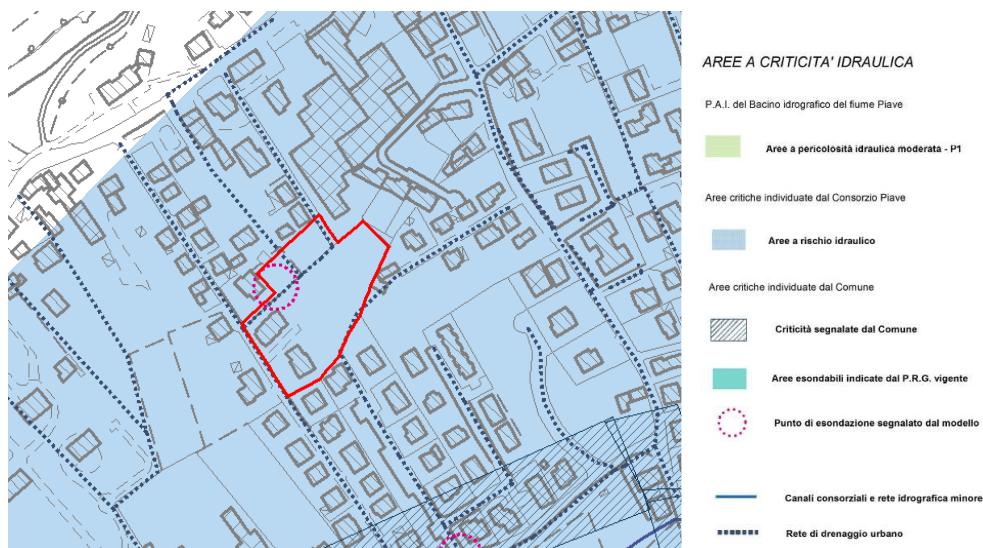 AREE A CRITICITA' IDRAULICA
P.A.I. del Bacino idrografico del fiume Piave
Aree a pericolosità idraulica moderata - P1
Aree critiche individuate dal Consorzio Piave
Aree a rischio idraulico
Aree critiche individuate dal Comune
Criticità segnalate dal Comune
Aree esondabili indicate dal P.R.G. vigente
Punto di esondazione segnalato dal modello
Canali consorziali e rete idrografica minore
Rete di drenaggio urbano